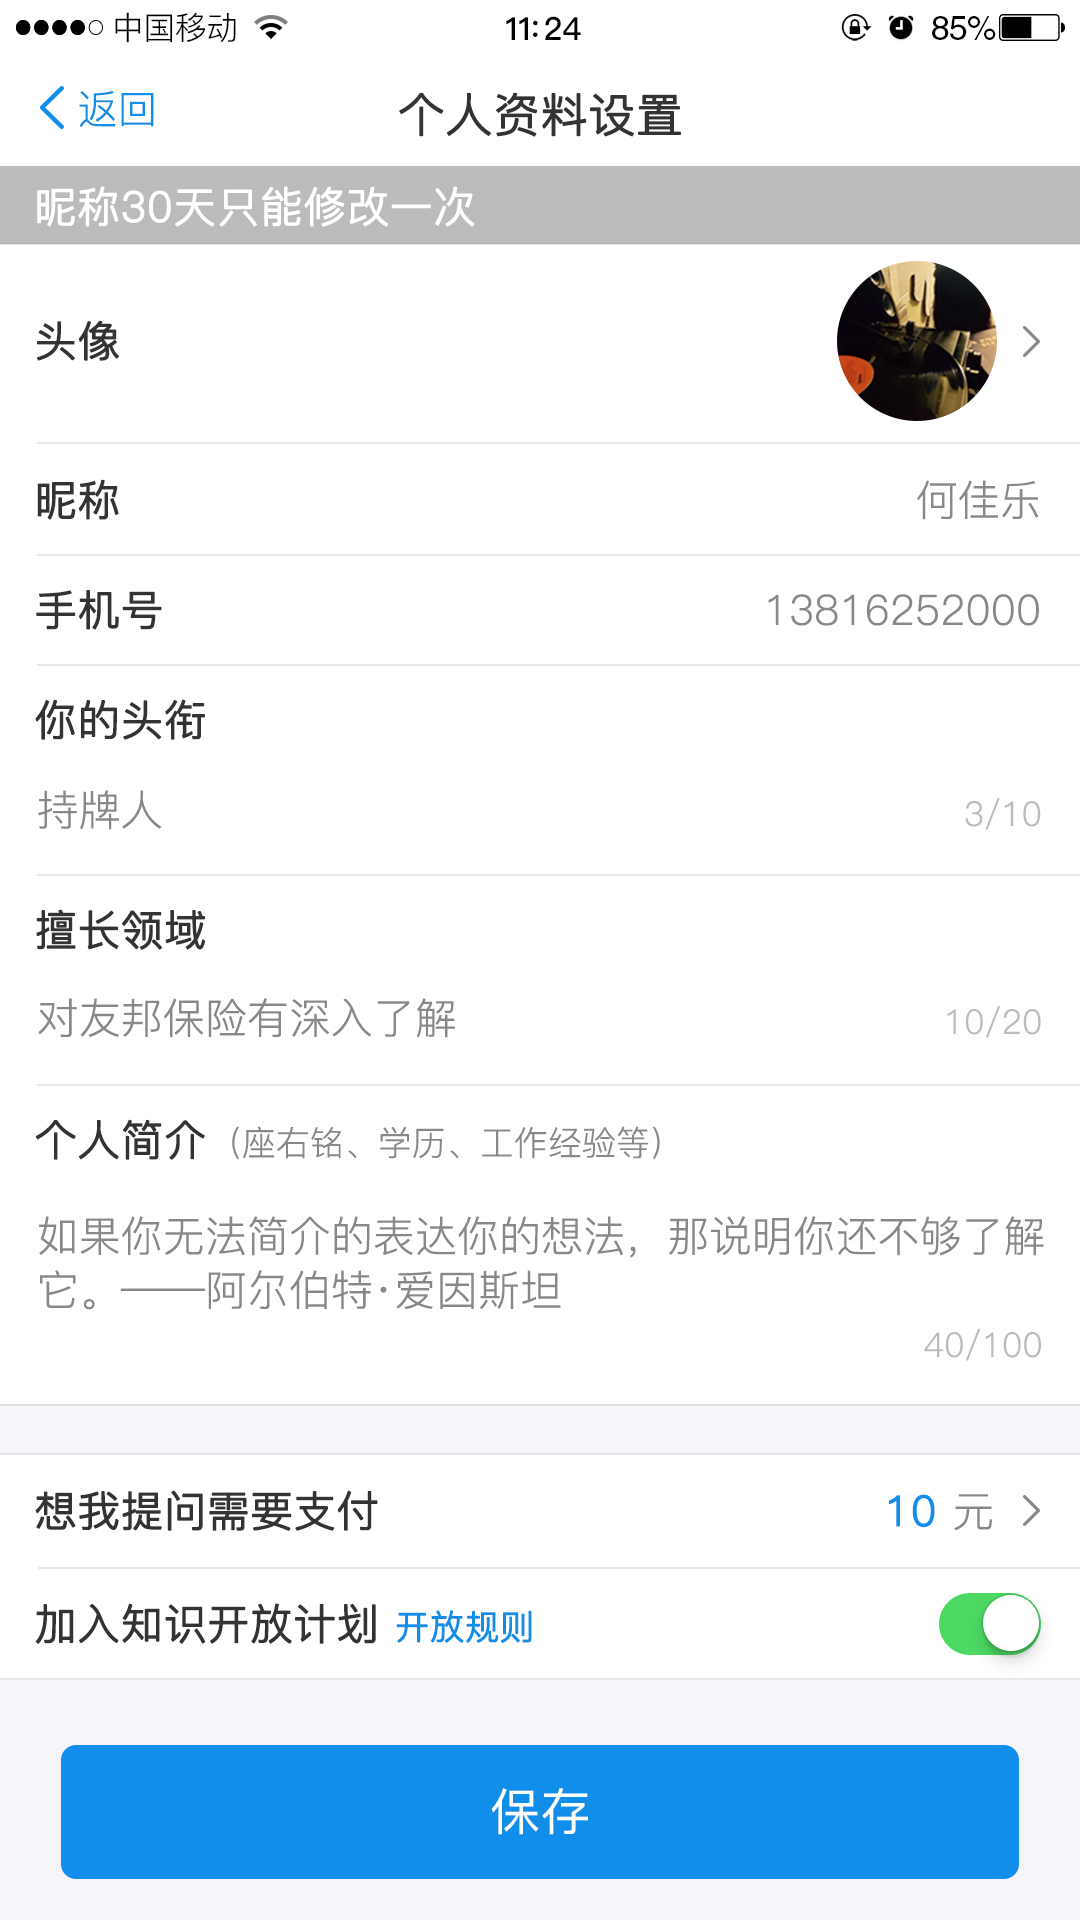 中国移动 11:24 85%
返回 个人资料设置
昵称30天只能修改一次
头像
昵称 何佳乐
手机号 13816252000
你的头衔
持牌人 3/10
擅长领域
对友邦保险有深入了解 10/20
个人简介（座右铭、学历、工作经验等）
如果你无法简介的表达你的想法，那说明你还不够了解
它。——阿尔伯特·爱因斯坦
40/100
想我提问需要支付 10 元
加入知识开放计划 开放规则
保存